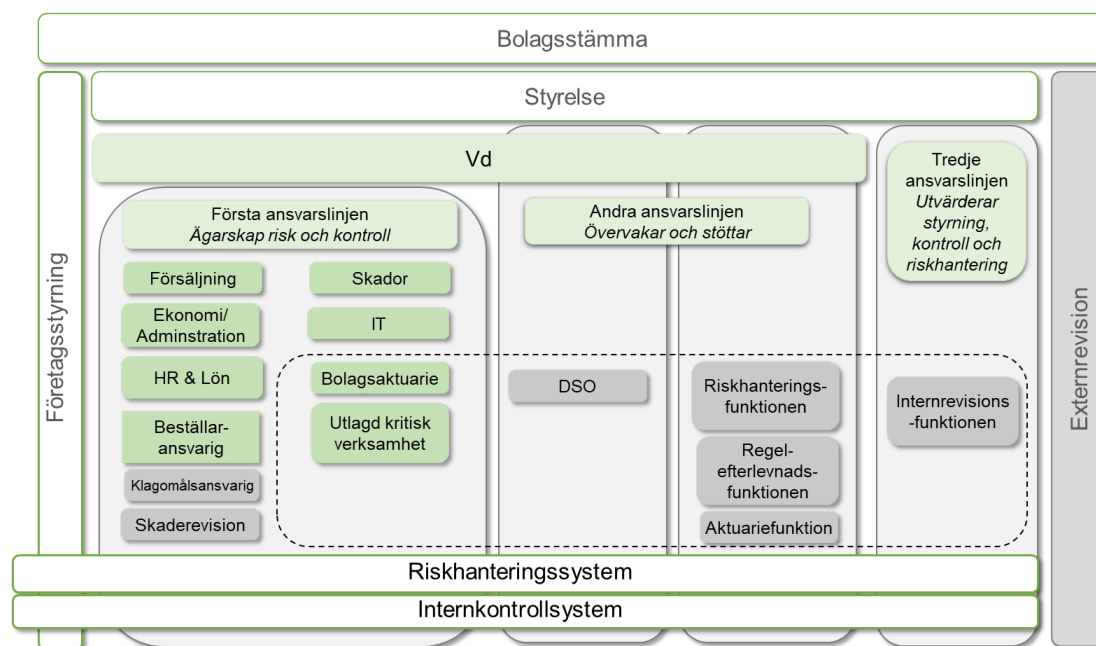 Bolagsstämma
Företagsstyrning
Styrelse
Externrevision
Vd
Första ansvarslinjen
Ägarskap risk och kontroll
Försäljning
Ekonomi/
Adminstration
HR & Lön
Beställar-
ansvarig
Klagomålsansvarig
Skaderevision
Skador
IT
Bolagsaktuarie
Utlagd kritisk
verksamhet
Andra ansvarslinjen
Övervakar och stöttar
DSO
Riskhanterings-
funktionen
Regel-
efterlevnads-
funktionen
Aktuariefunktion
Tredje
ansvarslinjen
Utvärderar
styrning,
kontroll och
riskhantering
Internrevisions
-funktionen
Riskhanteringssystem
Internkontrollsystem